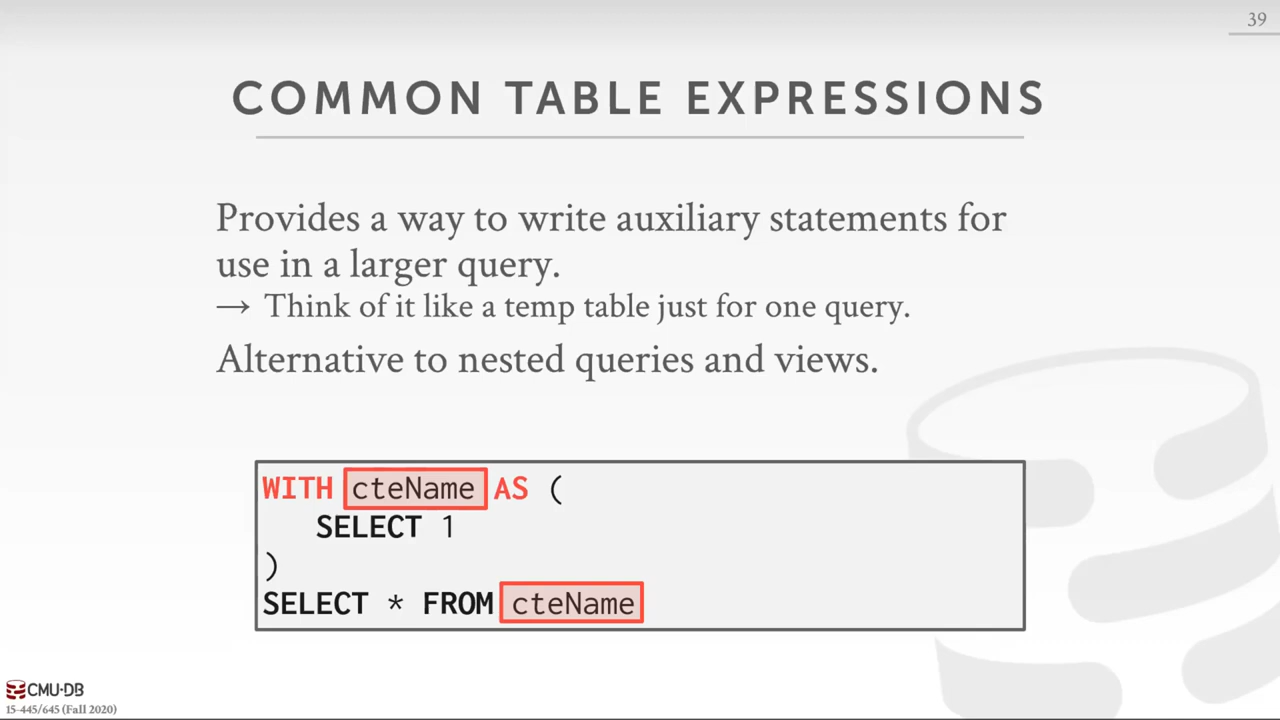 39
COMMON TABLE EXPRESSIONS
Provides a way to write auxiliary statements for
use in a larger query.
→ Think of it like a temp table just for one query.
Alternative to nested queries and views.
WITH cteName AS (
SELECT 1
)
SELECT * FROM cteName
CMU·DB
15-445/645 (Fall 2020)